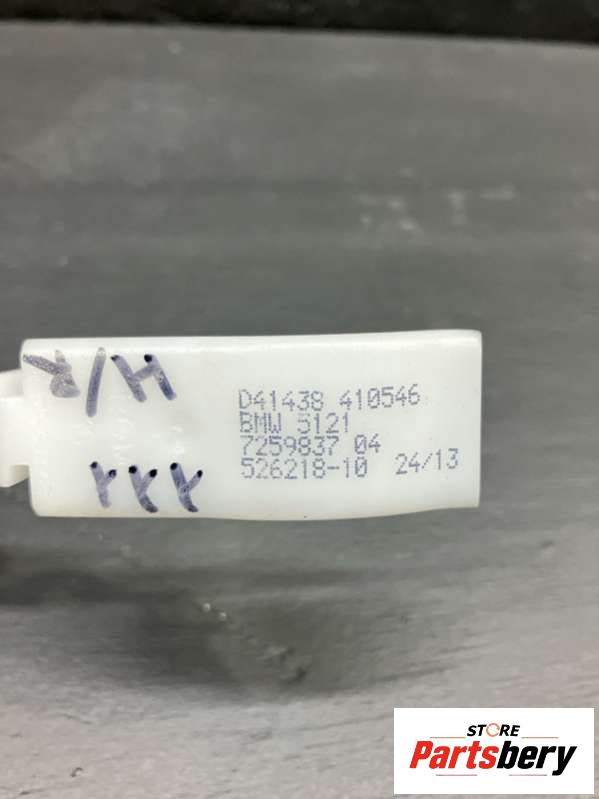 H/R
D41438 410546
BMW 5121
7259837 04
526218-10 24/13
STORE
Partsbery